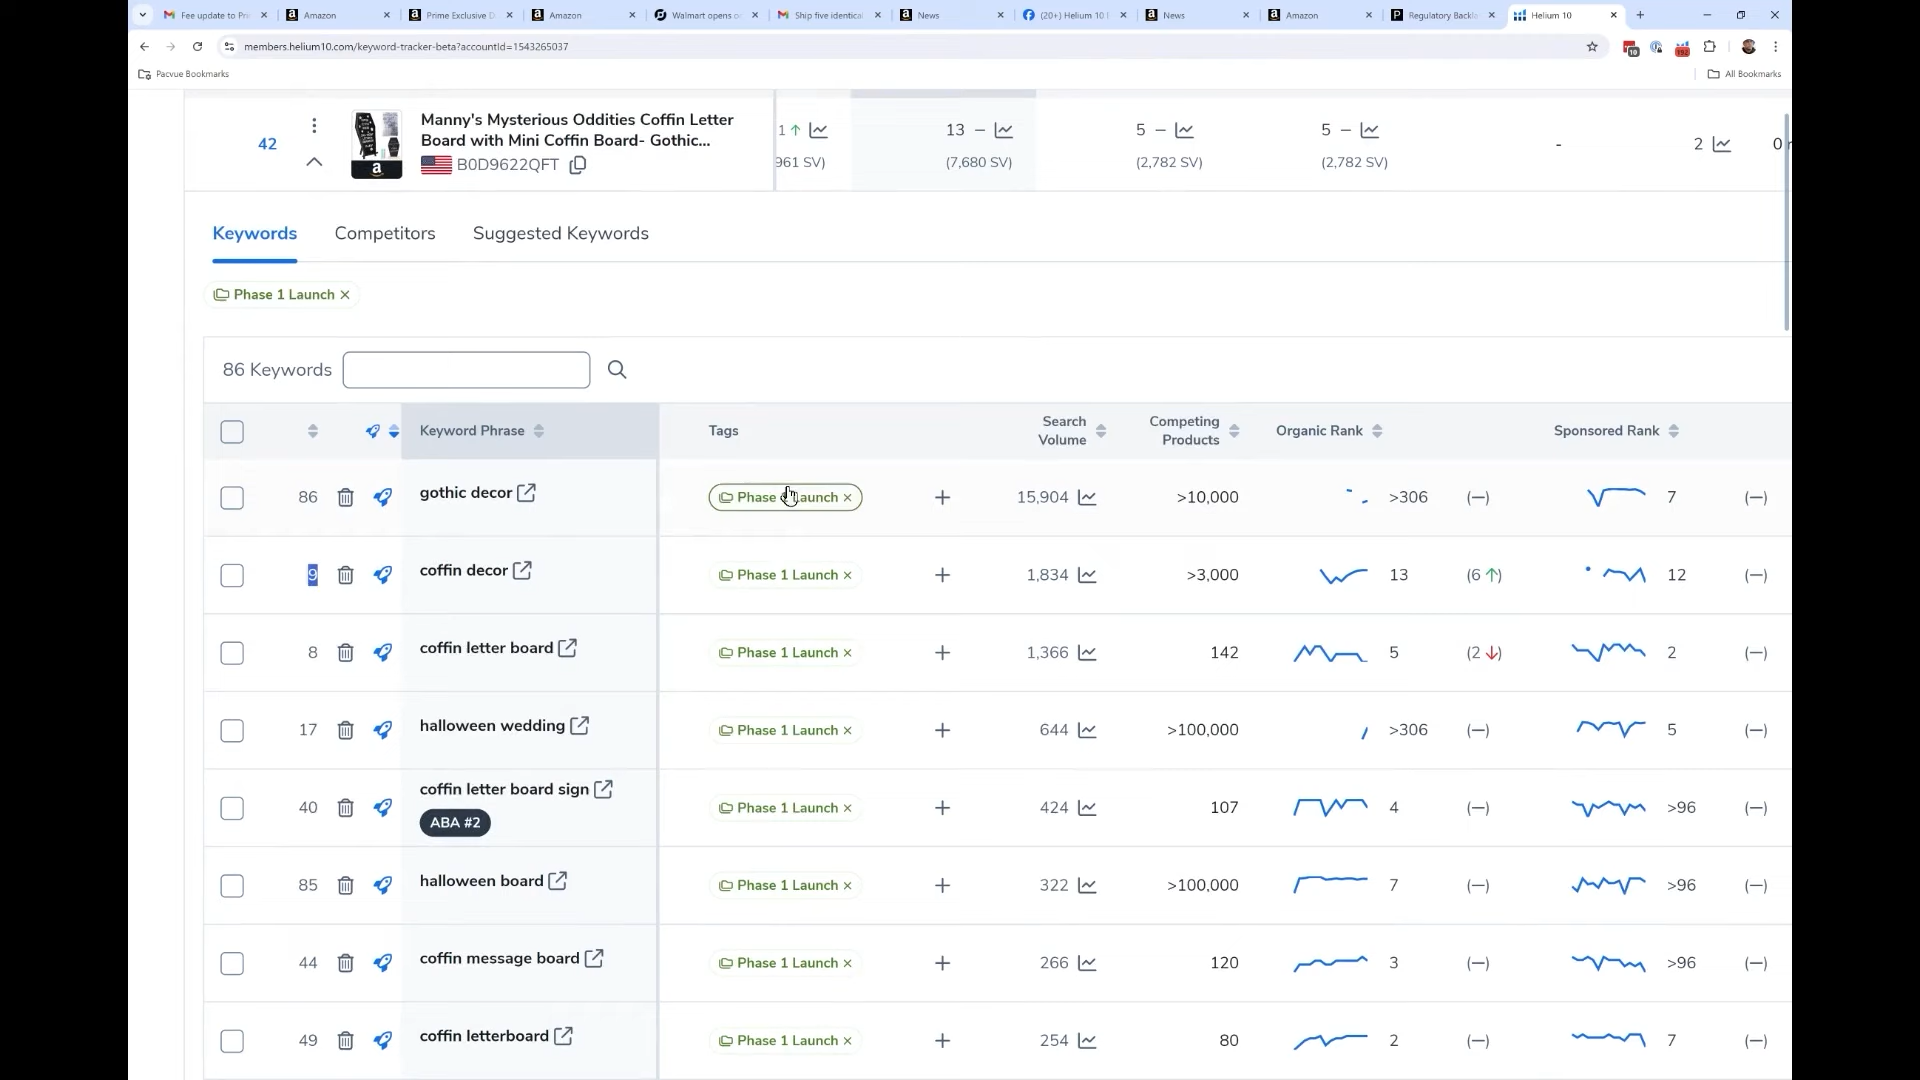 Fee update to Pri
Amazon
Prime Exclusive D
Amazon
Walmart opens o
Ship five identical
News
(20+) Helium 10
News
Amazon
Regulatory Backla
Helium 10
members.helium10.com/keyword-tracker-beta?accountId=1543265037
10
192
Pacvue Bookmarks
All Bookmarks
42
Manny's Mysterious Oddities Coffin Letter
Board with Mini Coffin Board- Gothic...
B0D9622QFT
a
1
961 SV)
13 –
(7,680 SV)
5 –
(2,782 SV)
5 –
(2,782 SV)
-
2
0
Keywords
Competitors
Suggested Keywords
Phase 1 Launch ×
86 Keywords
Keyword Phrase
Tags
Search
Volume
Competing
Products
Organic Rank
Sponsored Rank
86 gothic decor Phase Launch × + 15,904 >10,000 >306 (—) 7 (—)
9 coffin decor Phase 1 Launch × + 1,834 >3,000 13 (6 ↑) 12 (—)
8 coffin letter board Phase 1 Launch × + 1,366 142 5 (2 ↓) 2 (—)
17 halloween wedding Phase 1 Launch × + 644 >100,000 >306 (—) 5 (—)
40 coffin letter board sign Phase 1 Launch × + 424 107 4 (—) >96 (—)
ABA #2
85 halloween board Phase 1 Launch × + 322 >100,000 7 (—) >96 (—)
44 coffin message board Phase 1 Launch × + 266 120 3 (—) >96 (—)
49 coffin letterboard Phase 1 Launch × + 254 80 2 (—) 7 (—)